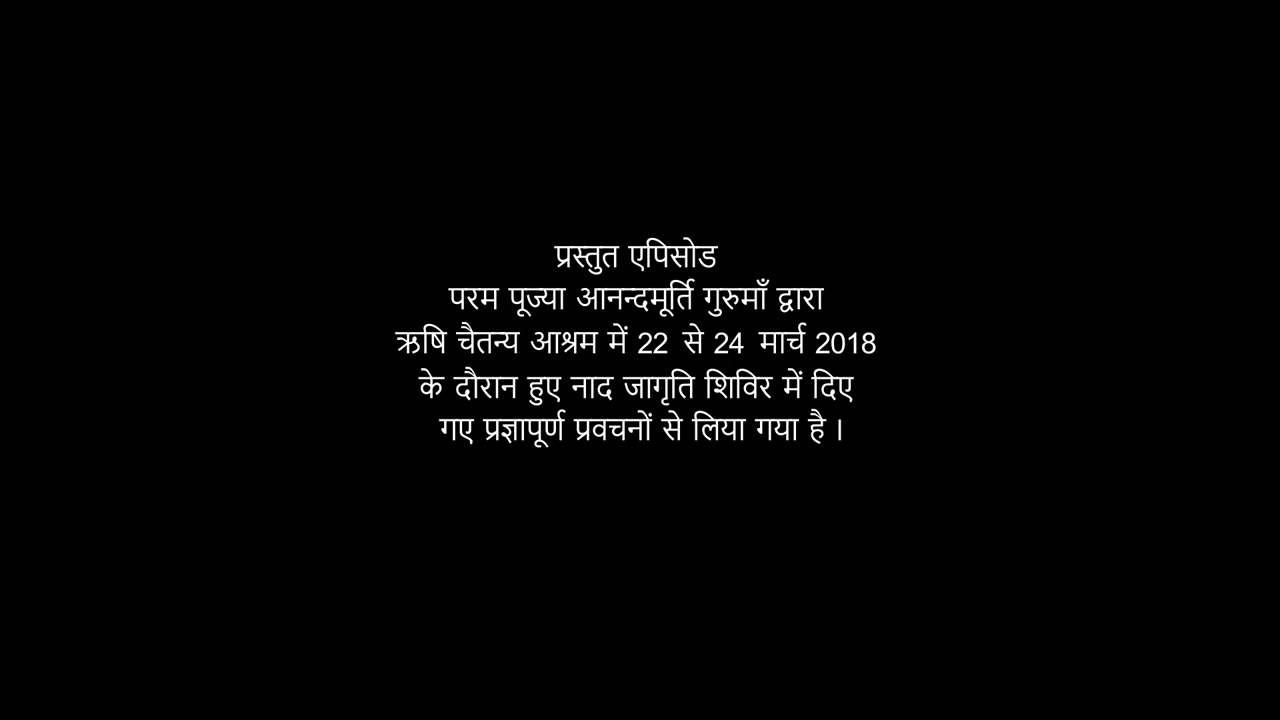 प्रस्तुत एपिसोड
परम पूज्या आनन्दमूर्ति गुरुमाँ द्वारा
ऋषि चैतन्य आश्रम में 22 से 24 मार्च 2018
के दौरान हुए नाद जागृति शिविर में दिए
गए प्रज्ञापूर्ण प्रवचनों से लिया गया है ।